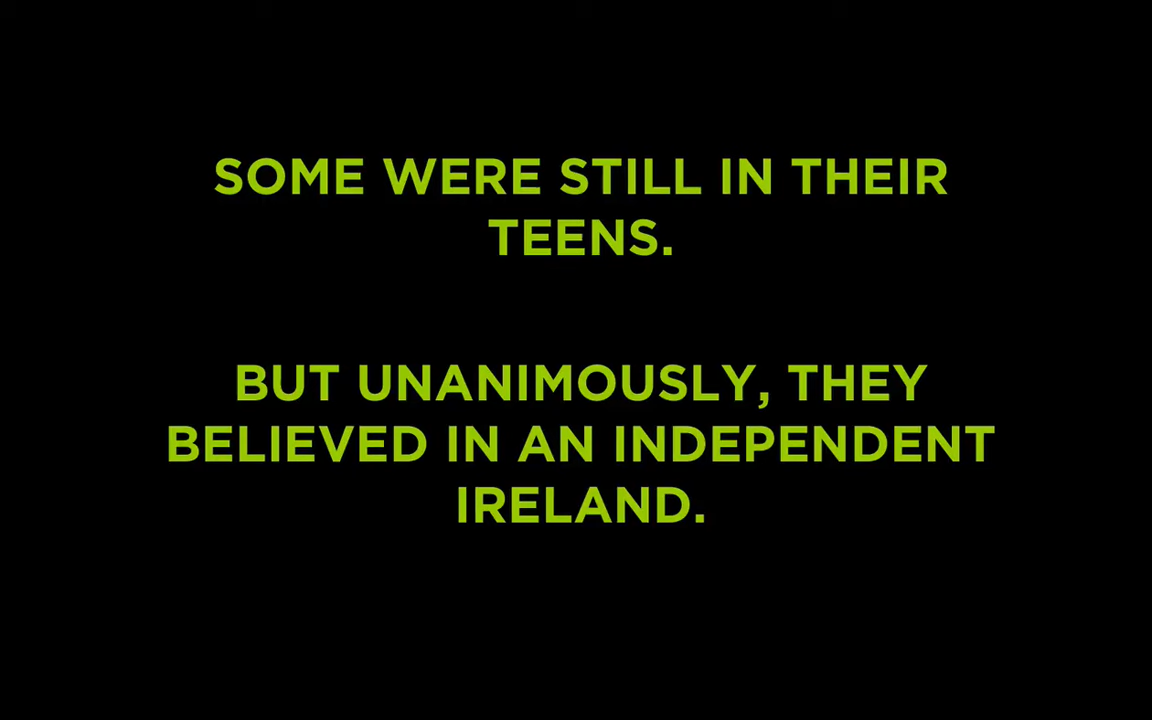 SOME WERE STILL IN THEIR
TEENS.
BUT UNANIMOUSLY, THEY
BELIEVED IN AN INDEPENDENT
IRELAND.